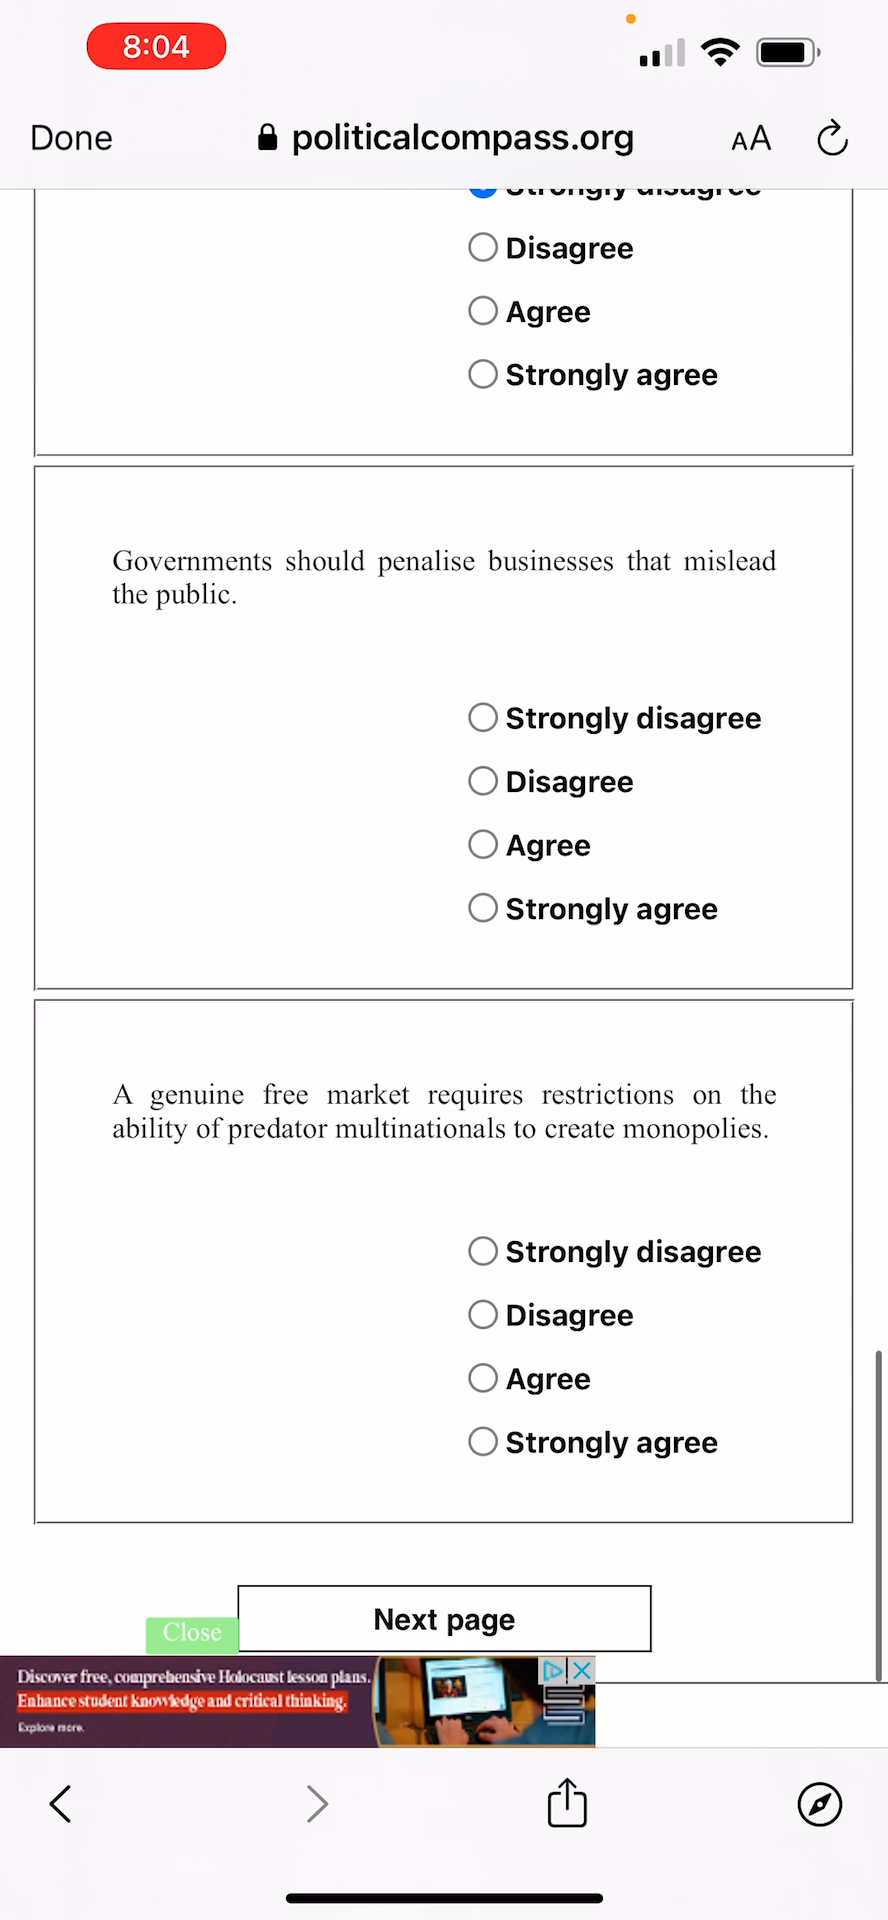 8:04
Done
politicalcompass.org
AA
Strongly disagree
Disagree
Agree
Strongly agree
Governments should penalise businesses that mislead
the public.
Strongly disagree
Disagree
Agree
Strongly agree
A genuine free market requires restrictions on the
ability of predator multinationals to create monopolies.
Strongly disagree
Disagree
Agree
Strongly agree
Next page
Close
Discover free, comprehensive Holocaust lesson plans.
Enhance student knowledge and critical thinking.
Explore more.